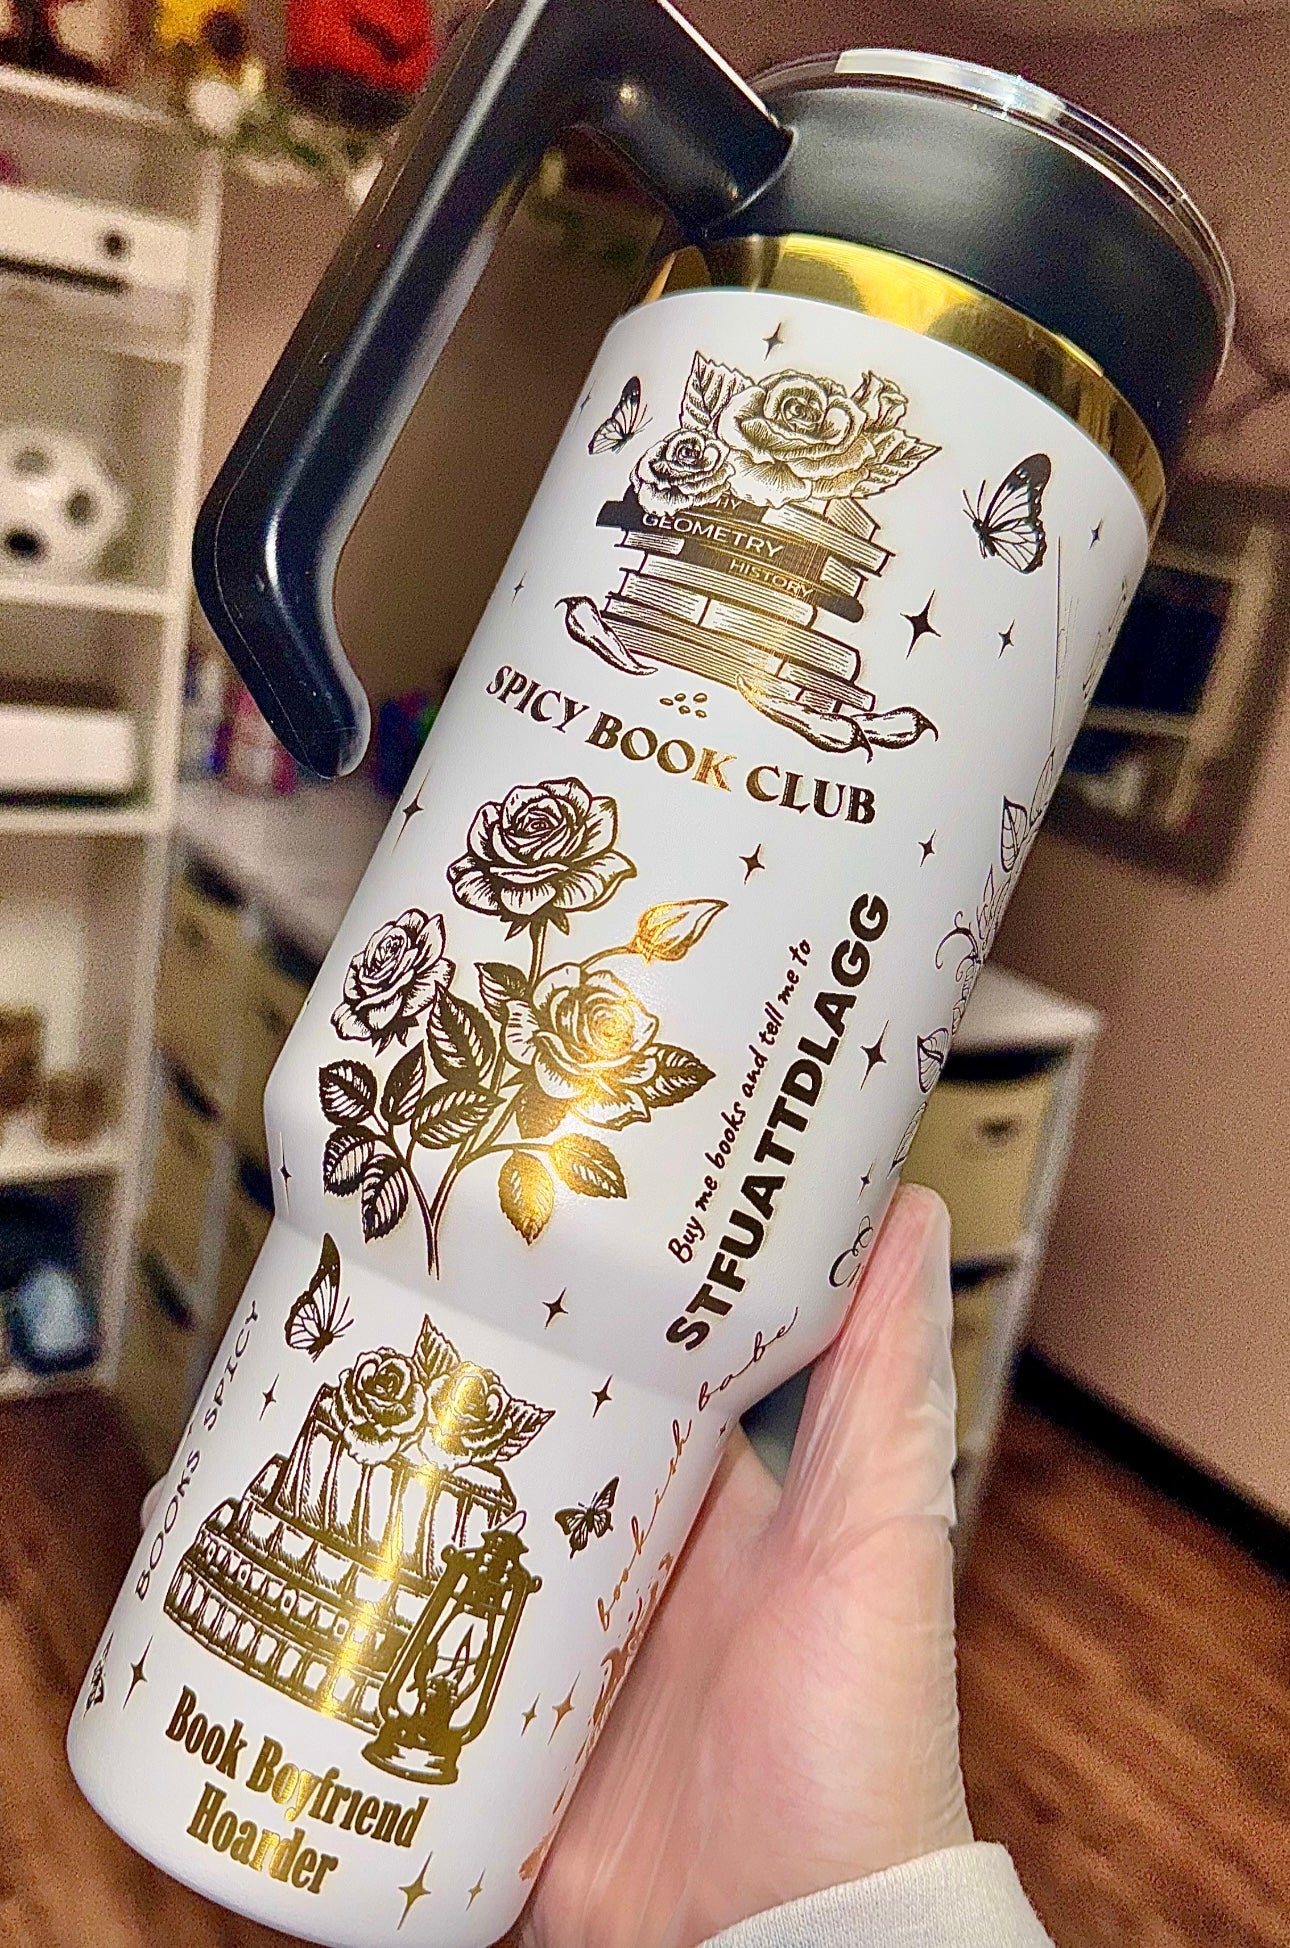 GEOMETRY
HISTORY
SPICY BOOK CLUB
Buy me books and tell me to
STFUATTDLAGG
bookish babe
BOOKS SPICY
Book Boyfriend
Hoarder